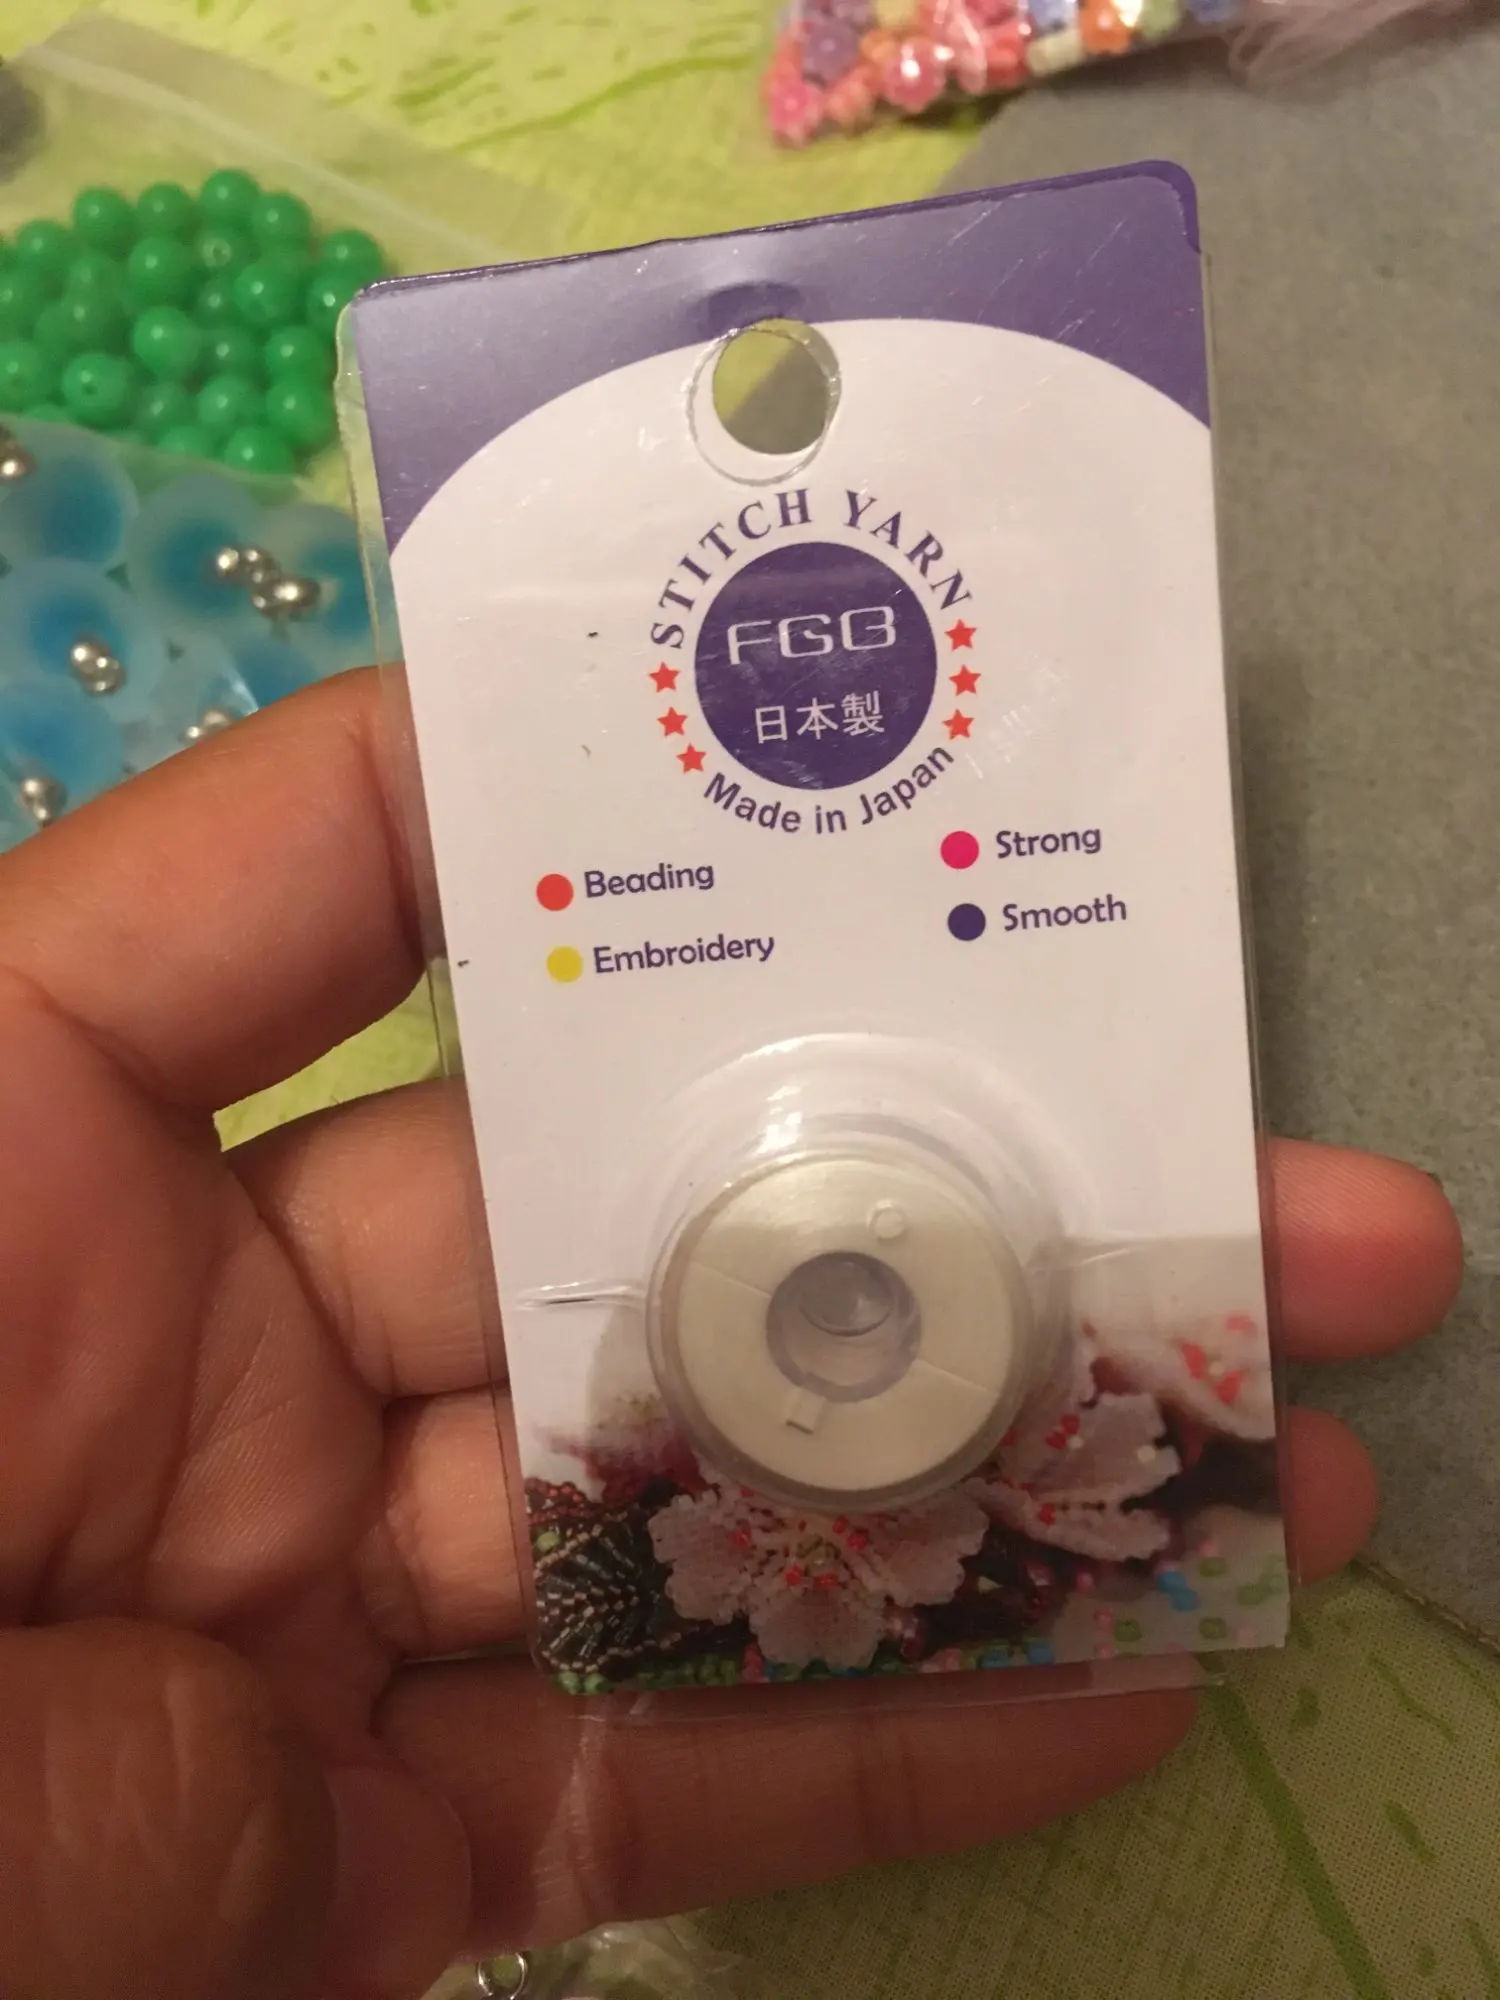 STITCH YARN
FGB
日本製
Made in Japan
Beading
Strong
Embroidery
Smooth